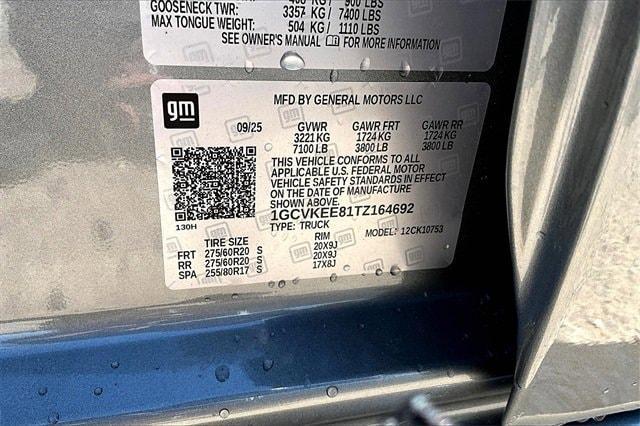 GOOSENECK TWR: 3357 KG / 7400 LBS
MAX TONGUE WEIGHT: 504 KG / 1110 LBS
SEE OWNER'S MANUAL FOR MORE INFORMATION
gm
MFD BY GENERAL MOTORS LLC
09/25 GVWR GAWR FRT GAWR RR
3221 KG 1724 KG 1724 KG
7100 LB 3800 LB 3800 LB
THIS VEHICLE CONFORMS TO ALL
APPLICABLE U.S. FEDERAL MOTOR
VEHICLE SAFETY STANDARDS IN EFFECT
ON THE DATE OF MANUFACTURE
SHOWN ABOVE.
1GCVKEE81TZ164692
130H
TYPE: TRUCK MODEL: 12CK10753
TIRE SIZE RIM
FRT 275/60R20 S 20X9J
RR 275/60R20 S 20X9J
SPA 255/80R17 S 17X8J